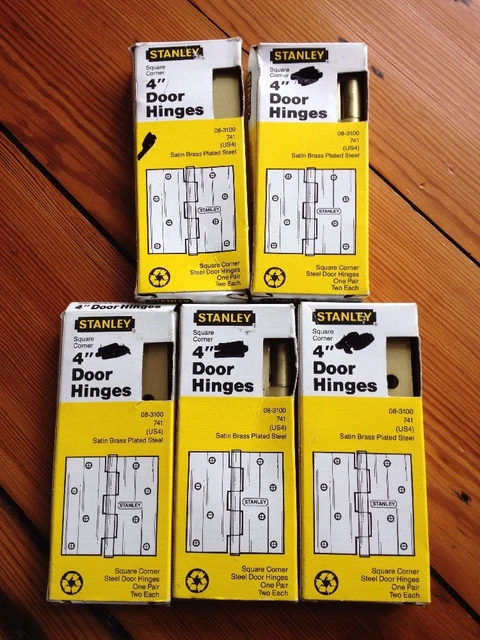 STANLEY
Square
Corner
4"
Door
Hinges
08-3100
741
(US4)
Satin Brass Plated Steel
STANLEY
Square Corner
Steel Door Hinges
One Pair
Two Each
STANLEY
Square
Corner
4"
Door
Hinges
08-3100
741
(US4)
Satin Brass Plated Steel
STANLEY
Square Corner
Steel Door Hinges
One Pair
Two Each
4" Door Hinges
STANLEY
Square
Corner
4"
Door
Hinges
08-3100
741
(US4)
Satin Brass Plated Steel
STANLEY
Square Corner
Steel Door Hinges
One Pair
Two Each
STANLEY
Square
Corner
4"
Door
Hinges
08-3100
741
(US4)
Satin Brass Plated Steel
STANLEY
Square Corner
Steel Door Hinges
One Pair
Two Each
STANLEY
Square
Corner
4"
Door
Hinges
08-3100
741
(US4)
Satin Brass Plated Steel
STANLEY
Square Corner
Steel Door Hinges
One Pair
Two Each